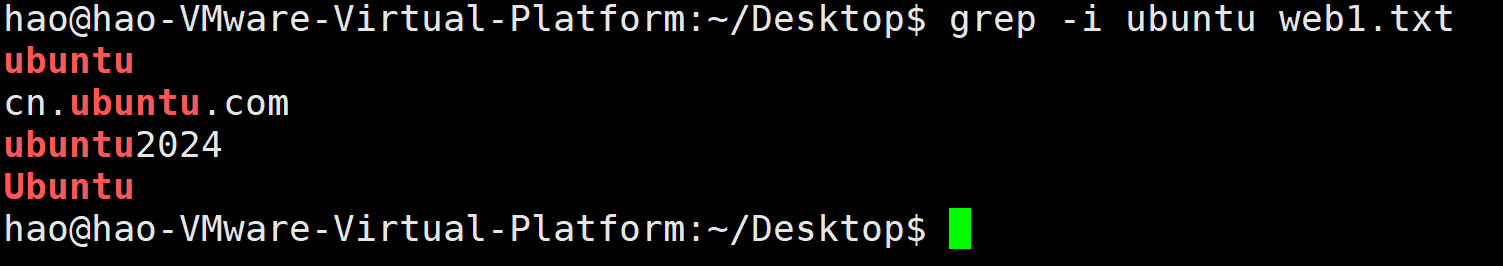 hao@hao-VMware-Virtual-Platform:~/Desktop$ grep -i ubuntu web1.txt
ubuntu
cn.ubuntu.com
ubuntu2024
Ubuntu
hao@hao-VMware-Virtual-Platform:~/Desktop$